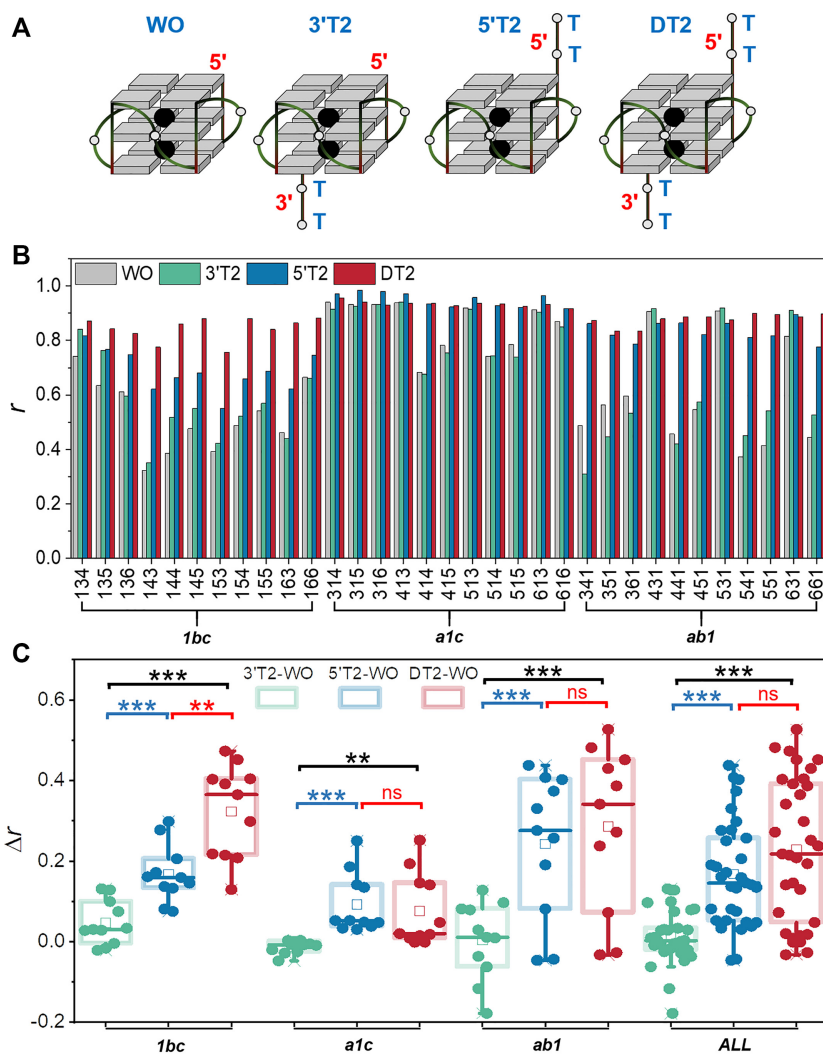 A
WO 3'T2 5'T2 DT2
5' 5' 5' T T 5' T T
3' T T 3' T T
B
WO 3'T2 5'T2 DT2
r
1.0
0.8
0.6
0.4
0.2
0.0
134 135 136 143 144 145 153 154 155 163 166 314 315 316 413 414 415 513 514 515 613 616 341 351 361 431 441 451 531 541 551 631 661
1bc a1c ab1
C
3'T2-WO 5'T2-WO DT2-WO
Δr
0.6
0.4
0.2
0.0
-0.2
*** *** **
** *** ns
*** *** ns
*** *** ns
1bc a1c ab1 ALL